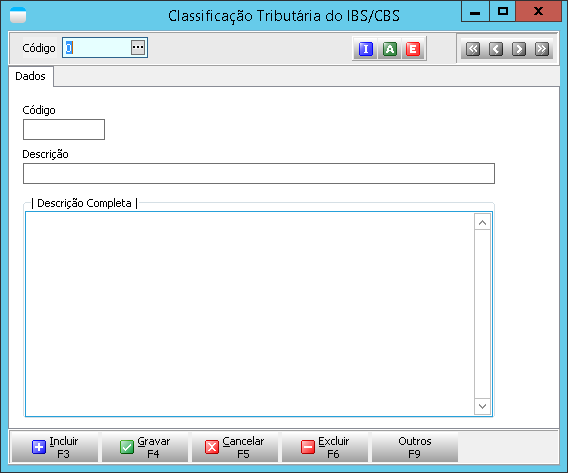 Classificação Tributária do IBS/CBS
Código 0 ...
I A E
Dados
Código
Descrição
| Descrição Completa |
Incluir F3
Gravar F4
Cancelar F5
Excluir F6
Outros F9